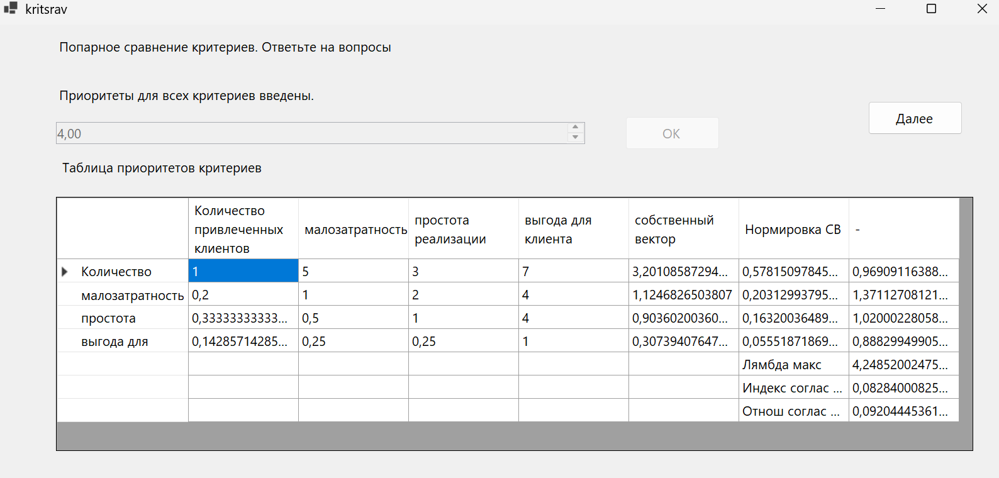 kritsrav
Попарное сравнение критериев. Ответьте на вопросы
Приоритеты для всех критериев введены.
Далее
4,00
ОК
Таблица приоритетов критериев
Количество привлеченных клиентов малозатратность простота реализации выгода для клиента собственный вектор Нормировка СВ -
Количество 1 5 3 7 3,20108587294... 0,57815097845... 0,96909116388...
малозатратность 0,2 1 2 4 1,1246826503807 0,20312993795... 1,37112708121...
простота 0,33333333333... 0,5 1 4 0,90360200360... 0,16320036489... 1,02000228058...
выгода для 0,14285714285... 0,25 0,25 1 0,30739407647... 0,05551871869... 0,88829949905...
Лямбда макс 4,24852002475...
Индекс соглас ... 0,08284000825...
Отнош соглас ... 0,09204445361...